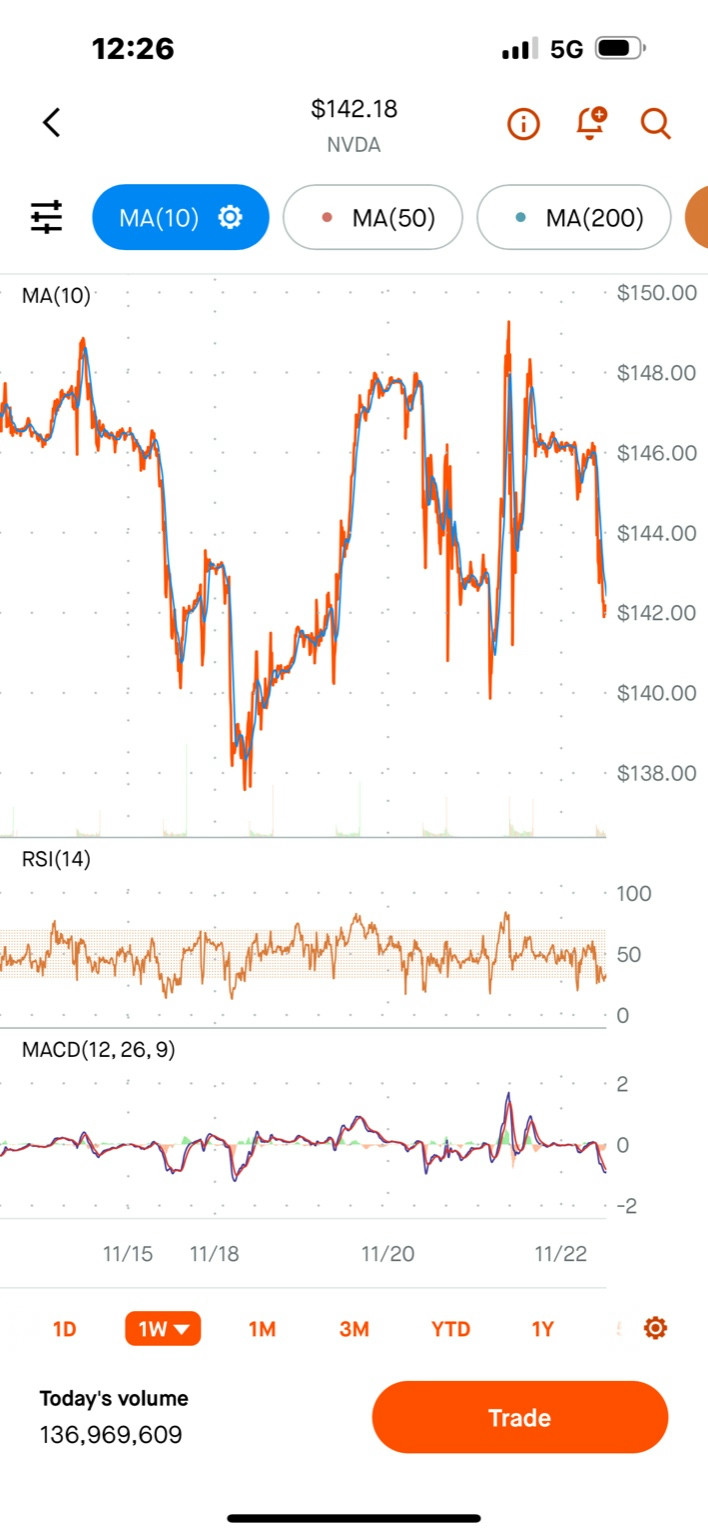 12:26
5G
$142.18
NVDA
MA(10)
MA(50)
MA(200)
MA(10)
$150.00
$148.00
$146.00
$144.00
$142.00
$140.00
$138.00
RSI(14)
100
50
0
MACD(12, 26, 9)
2
0
-2
11/15 11/18 11/20 11/22
1D 1W 1M 3M YTD 1Y
Today's volume
136,969,609
Trade